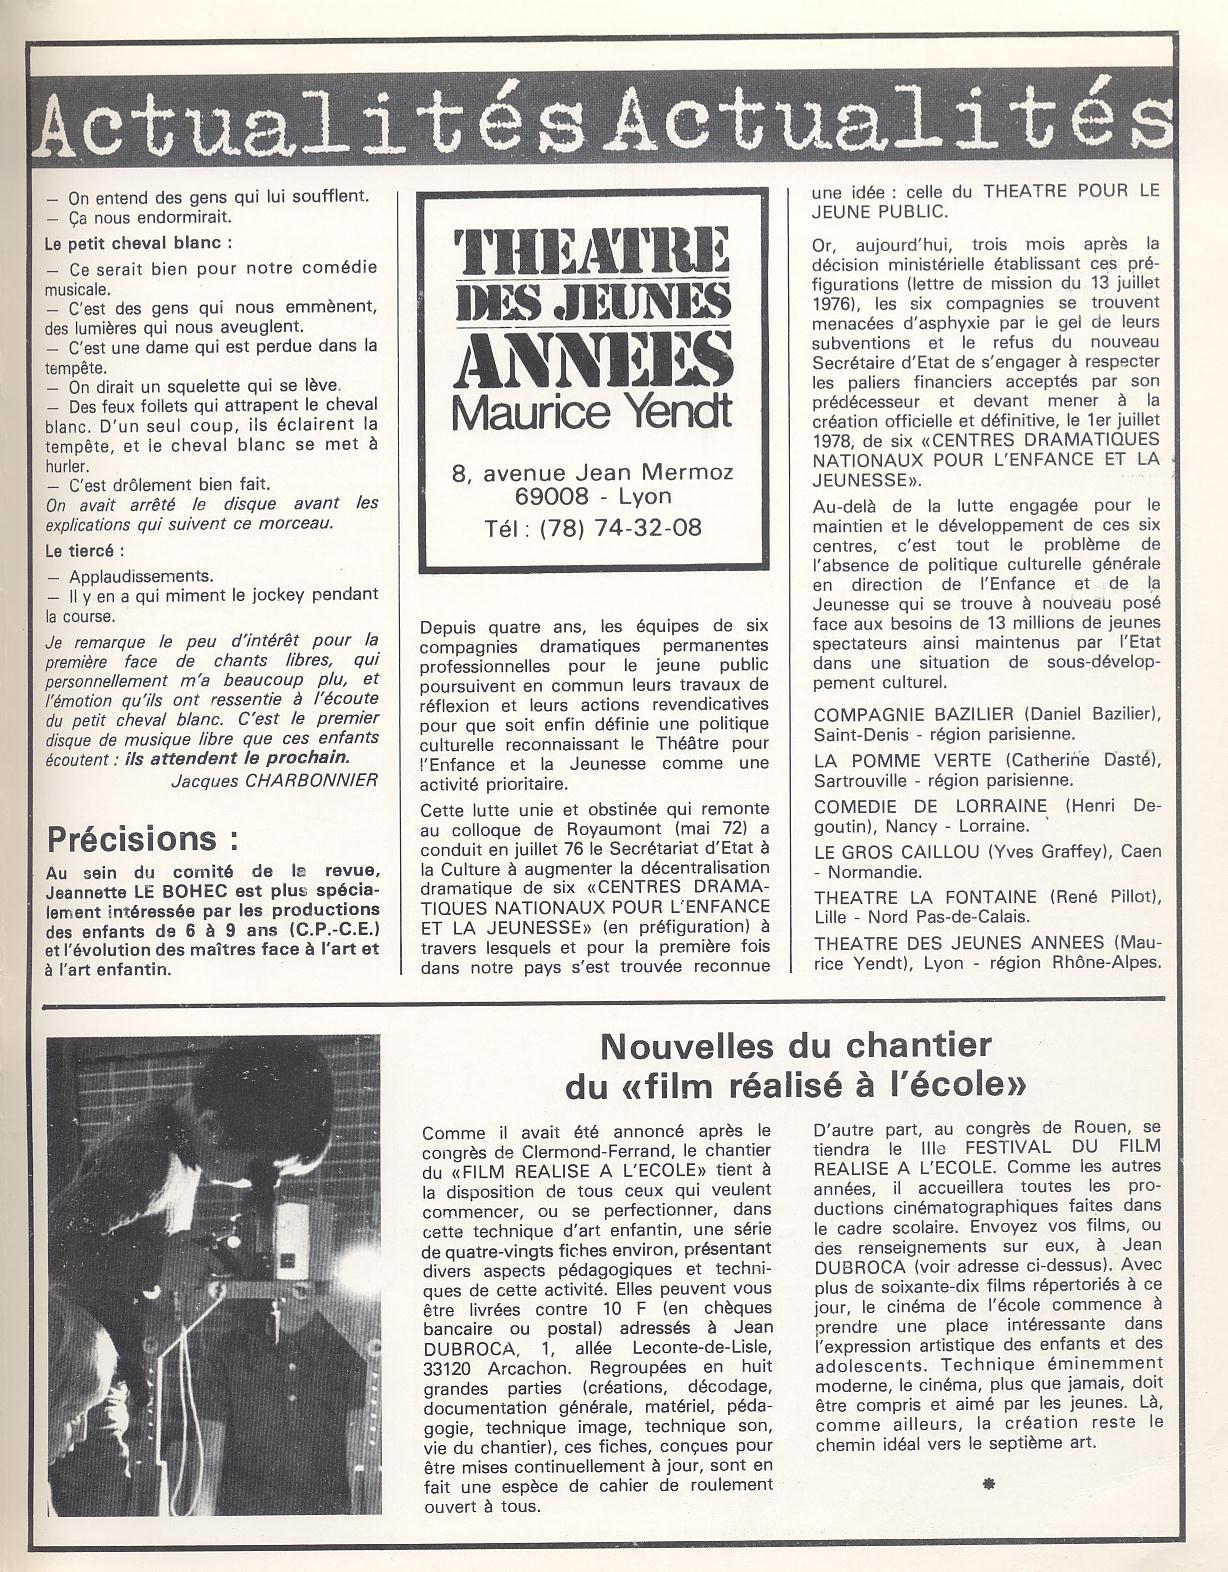 Actualités Actualités
— On entend des gens qui lui soufflent.
— Ça nous endormirait.
Le petit cheval blanc :
— Ce serait bien pour notre comédie
musicale.
— C'est des gens qui nous emmènent,
des lumières qui nous aveuglent.
— C'est une dame qui est perdue dans la
tempête.
— On dirait un squelette qui se lève.
— Des feux follets qui attrapent le cheval
blanc. D'un seul coup, ils éclairent la
tempête, et le cheval blanc se met à
hurler.
— C'est drôlement bien fait.
On avait arrêté le disque avant les
explications qui suivent ce morceau.
Le tiercé :
— Applaudissements.
— Il y en a qui miment le jockey pendant
la course.
Je remarque le peu d'intérêt pour la
première face de chants libres, qui
personnellement m'a beaucoup plu, et
l'émotion qu'ils ont ressentie à l'écoute
du petit cheval blanc. C'est le premier
disque de musique libre que ces enfants
écoutent : ils attendent le prochain.
Jacques CHARBONNIER
Précisions :
Au sein du comité de la revue,
Jeannette LE BOHEC est plus spécia-
lement intéressée par les productions
des enfants de 6 à 9 ans (C.P.-C.E.)
et l'évolution des maîtres face à l'art et
à l'art enfantin.
THEATRE
DES JEUNES
ANNEES
Maurice Yendt
8, avenue Jean Mermoz
69008 - Lyon
Tél : (78) 74-32-08
Depuis quatre ans, les équipes de six
compagnies dramatiques permanentes
professionnelles pour le jeune public
poursuivent en commun leurs travaux de
réflexion et leurs actions revendicatives
pour que soit enfin définie une politique
culturelle reconnaissant le Théâtre pour
l'Enfance et la Jeunesse comme une
activité prioritaire.
Cette lutte unie et obstinée qui remonte
au colloque de Royaumont (mai 72) a
conduit en juillet 76 le Secrétariat d'Etat à
la Culture à augmenter la décentralisation
dramatique de six «CENTRES DRAMA-
TIQUES NATIONAUX POUR L'ENFANCE
ET LA JEUNESSE» (en préfiguration) à
travers lesquels et pour la première fois
dans notre pays s'est trouvée reconnue
une idée : celle du THEATRE POUR LE
JEUNE PUBLIC.
Or, aujourd'hui, trois mois après la
décision ministérielle établissant ces pré-
figurations (lettre de mission du 13 juillet
1976), les six compagnies se trouvent
menacées d'asphyxie par le gel de leurs
subventions et le refus du nouveau
Secrétaire d'Etat de s'engager à respecter
les paliers financiers acceptés par son
prédécesseur et devant mener à la
création officielle et définitive, le 1er juillet
1978, de six «CENTRES DRAMATIQUES
NATIONAUX POUR L'ENFANCE ET LA
JEUNESSE».
Au-delà de la lutte engagée pour le
maintien et le développement de ces six
centres, c'est tout le problème de
l'absence de politique culturelle générale
en direction de l'Enfance et de la
Jeunesse qui se trouve à nouveau posé
face aux besoins de 13 millions de jeunes
spectateurs ainsi maintenus par l'Etat
dans une situation de sous-dévelop-
pement culturel.
COMPAGNIE BAZILIER (Daniel Bazilier),
Saint-Denis - région parisienne.
LA POMME VERTE (Catherine Dasté),
Sartrouville - région parisienne.
COMEDIE DE LORRAINE (Henri De-
goutin), Nancy - Lorraine.
LE GROS CAILLOU (Yves Graffey), Caen
- Normandie.
THEATRE LA FONTAINE (René Pillot),
Lille - Nord Pas-de-Calais.
THEATRE DES JEUNES ANNEES (Mau-
rice Yendt), Lyon - région Rhône-Alpes.
Nouvelles du chantier
du «film réalisé à l'école»
Comme il avait été annoncé après le
congrès de Clermont-Ferrand, le chantier
du «FILM REALISE A L'ECOLE» tient à
la disposition de tous ceux qui veulent
commencer, ou se perfectionner, dans
cette technique d'art enfantin, une série
de quatre-vingts fiches environ, présentant
divers aspects pédagogiques et techni-
ques de cette activité. Elles peuvent vous
être livrées contre 10 F (en chèques
bancaire ou postal) adressés à Jean
DUBROCA, 1, allée Leconte-de-Lisle,
33120 Arcachon. Regroupées en huit
grandes parties (créations, décodage,
documentation générale, matériel, péda-
gogie, technique image, technique son,
vie du chantier), ces fiches, conçues pour
être mises continuellement à jour, sont en
fait une espèce de cahier de roulement
ouvert à tous.
D'autre part, au congrès de Rouen, se
tiendra le IIIe FESTIVAL DU FILM
REALISE A L'ECOLE. Comme les autres
années, il accueillera toutes les pro-
ductions cinématographiques faites dans
le cadre scolaire. Envoyez vos films, ou
des renseignements sur eux, à Jean
DUBROCA (voir adresse ci-dessus). Avec
plus de soixante-dix films répertoriés à ce
jour, le cinéma de l'école commence à
prendre une place intéressante dans
l'expression artistique des enfants et des
adolescents. Technique éminemment
moderne, le cinéma, plus que jamais, doit
être compris et aimé par les jeunes. Là,
comme ailleurs, la création reste le
chemin idéal vers le septième art.